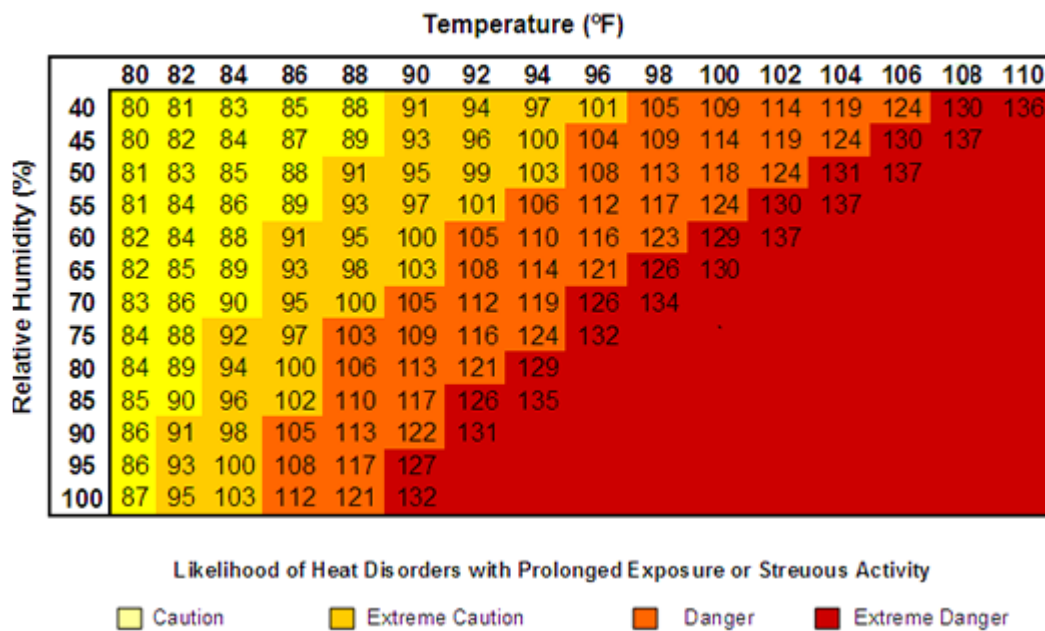 Temperature (ºF)
80 82 84 86 88 90 92 94 96 98 100 102 104 106 108 110
Relative Humidity (%)
40 80 81 83 85 88 91 94 97 101 105 109 114 119 124 130 136
45 80 82 84 87 89 93 96 100 104 109 114 119 124 130 137
50 81 83 85 88 91 95 99 103 108 113 118 124 131 137
55 81 84 86 89 93 97 101 106 112 117 124 130 137
60 82 84 88 91 95 100 105 110 116 123 129 137
65 82 85 89 93 98 103 108 114 121 126 130
70 83 86 90 95 100 105 112 119 126 134
75 84 88 92 97 103 109 116 124 132
80 84 89 94 100 106 113 121 129
85 85 90 96 102 110 117 126 135
90 86 91 98 105 113 122 131
95 86 93 100 108 117 127
100 87 95 103 112 121 132
Likelihood of Heat Disorders with Prolonged Exposure or Streuous Activity
Caution Extreme Caution Danger Extreme Danger